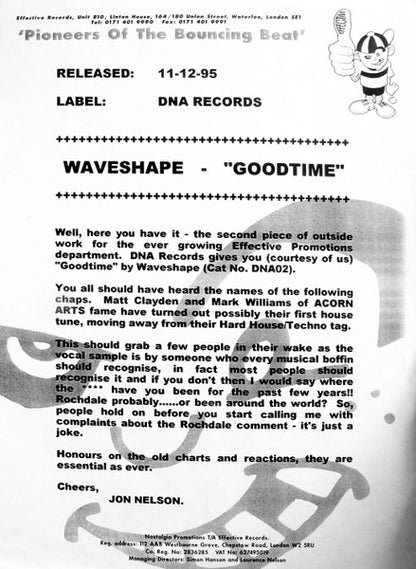 Effective Records, Unit B10, Linton House, 164/180 Union Street, Waterloo, London SE1
Tel: 0171 401 9990 Fax: 0171 401 9991
'Pioneers Of The Bouncing Beat'
RELEASED: 11-12-95
LABEL: DNA RECORDS
++++++++++++++++++++++++++++++++++++++++++
WAVESHAPE - "GOODTIME"
++++++++++++++++++++++++++++++++++++++++++
Well, here you have it - the second piece of outside
work for the ever growing Effective Promotions
department. DNA Records gives you (courtesy of us)
"Goodtime" by Waveshape (Cat No. DNA02).
You all should have heard the names of the following
chaps. Matt Clayden and Mark Williams of ACORN
ARTS fame have turned out possibly their first house
tune, moving away from their Hard House/Techno tag.
This should grab a few people in their wake as the
vocal sample is by someone who every musical boffin
should recognise, in fact most people should
recognise it and if you don't then I would say where
the **** have you been for the past few years!!
Rochdale probably......or been around the world? So,
people hold on before you start calling me with
complaints about the Rochdale comment - it's just a
joke.
Honours on the old charts and reactions, they are
essential as ever.
Cheers,
JON NELSON.
Nostalgia Promotions T/A Effective Records.
Reg. address: 112 A&B Westbourne Grove, Chepstow Road, London W2 5RU
Co. Reg. No: 2836285 VAT No: 627495019
Managing Directors: Simon Hanson and Laurence Nelson